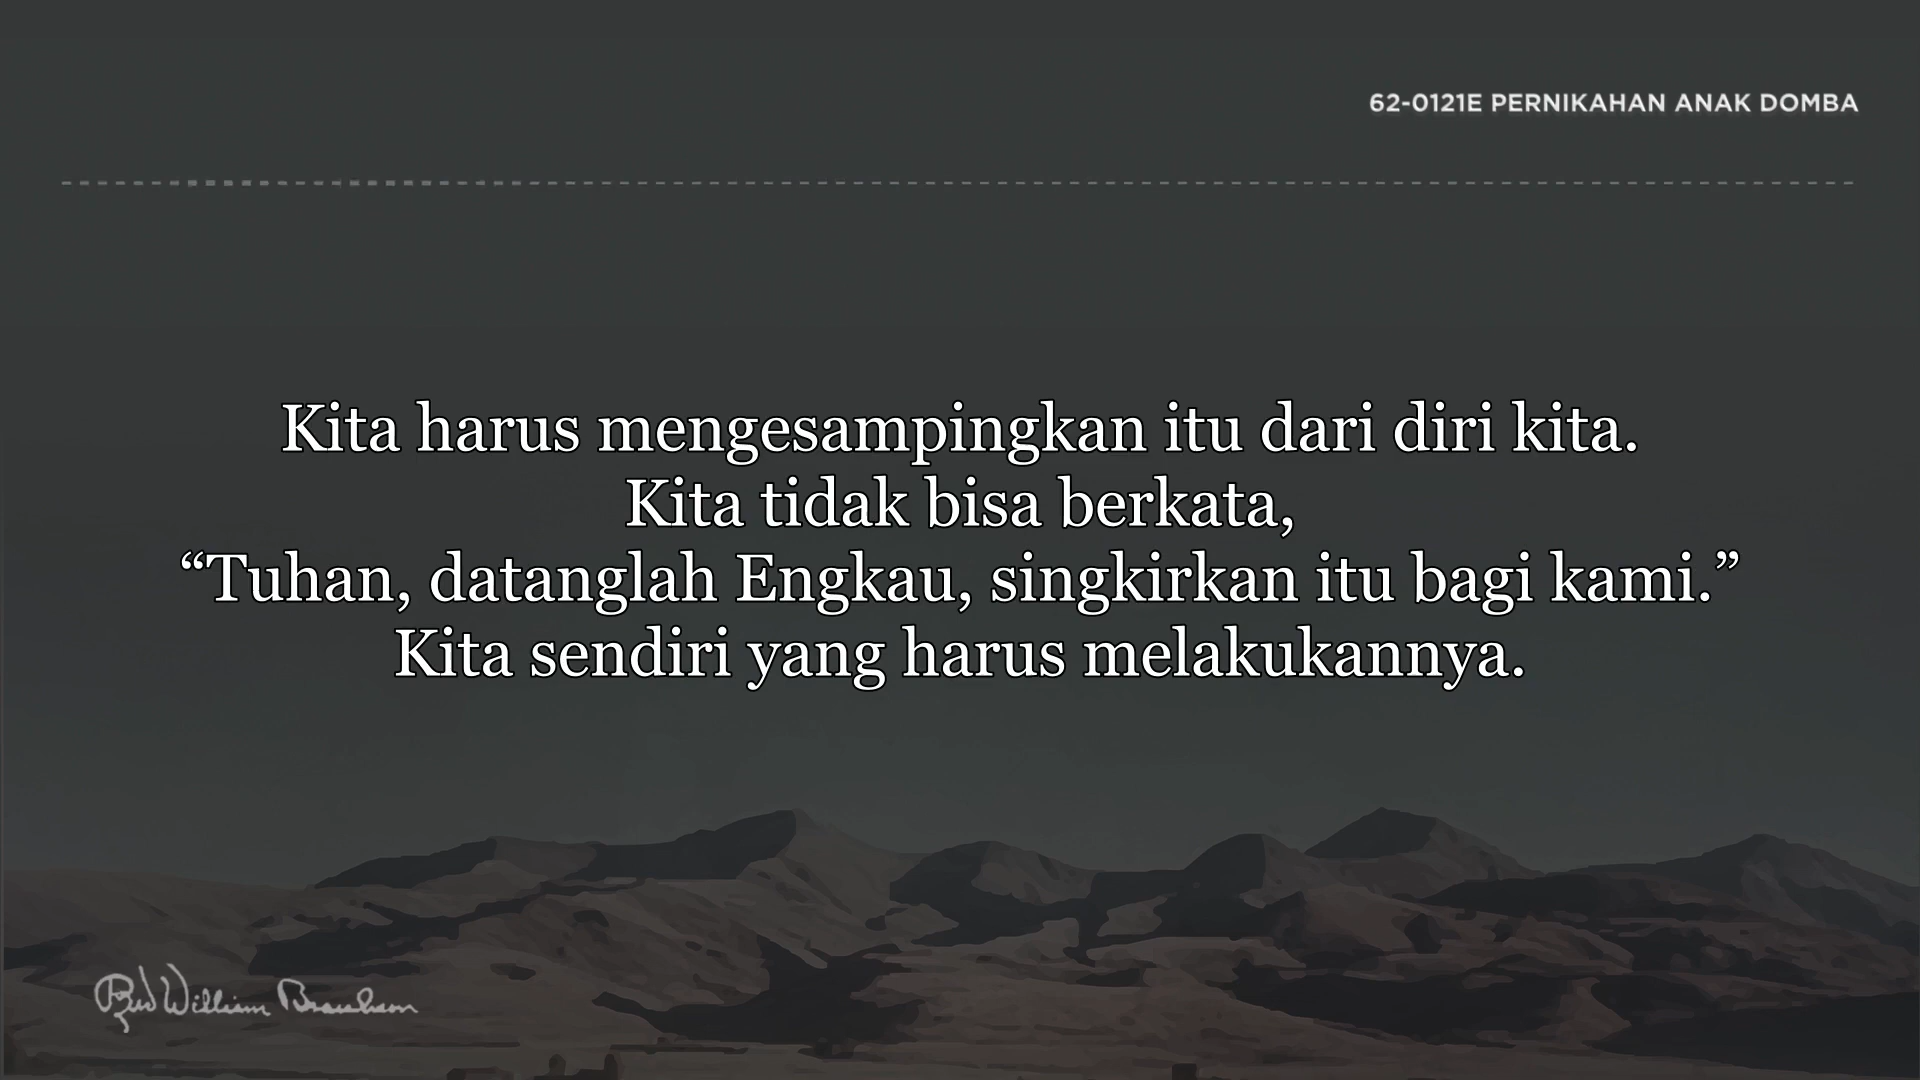 62-0121E PERNIKAHAN ANAK DOMBA
Kita harus mengesampingkan itu dari diri kita.
Kita tidak bisa berkata,
“Tuhan, datanglah Engkau, singkirkan itu bagi kami.”
Kita sendiri yang harus melakukannya.
Rev William Branham